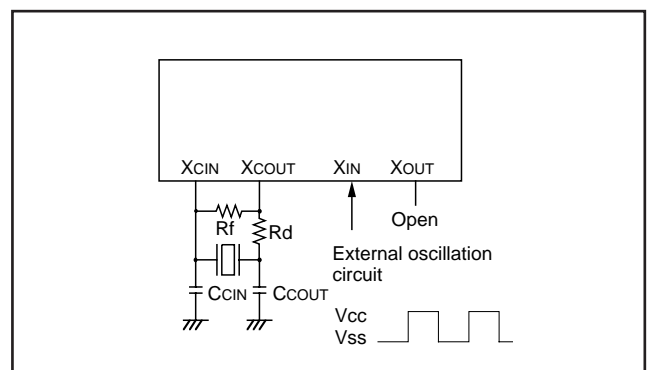 XCIN XCOUT XIN XOUT
Rf
Rd
Open
External oscillation
circuit
CCIN CCOUT
Vcc
Vss